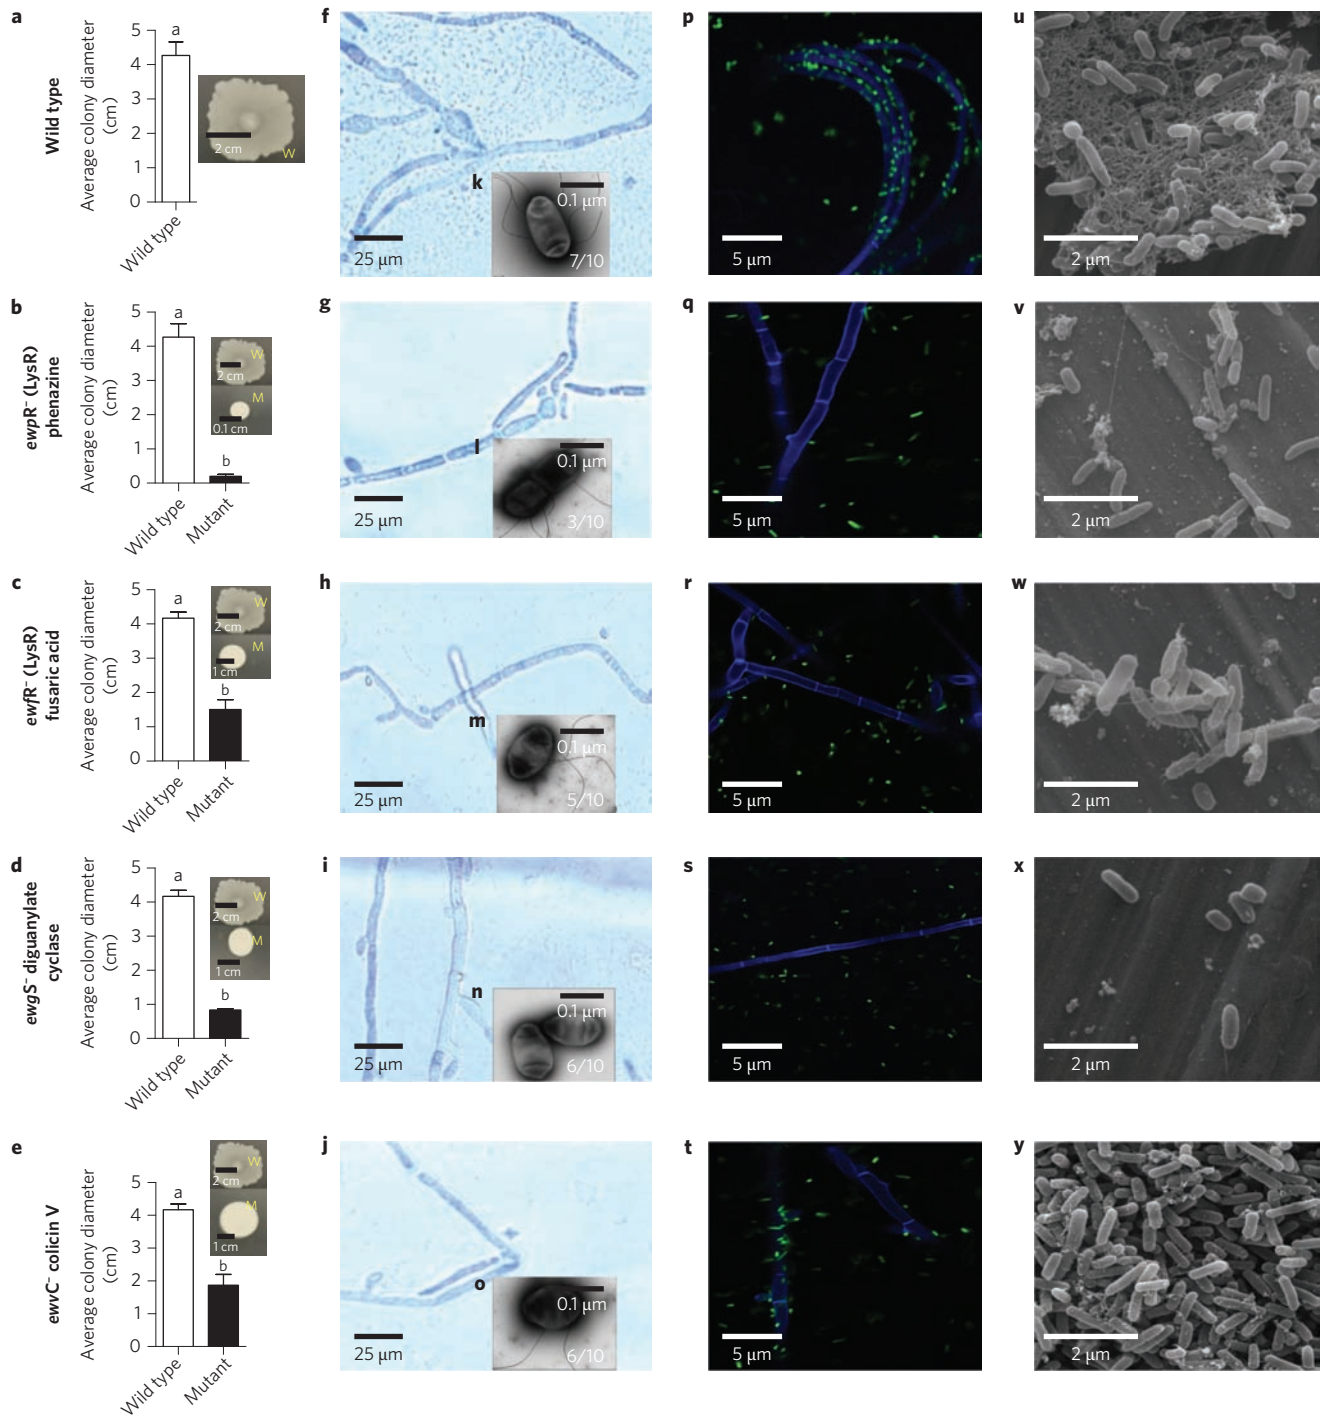 a
Wild type
Average colony diameter
(cm)
5
4
3
2
1
0
a
2 cm
W
Wild type
f
25 µm
k
0.1 µm
7/10
p
5 µm
u
2 µm
b
ewpR⁻ (LysR)
phenazine
Average colony diameter
(cm)
5
4
3
2
1
0
a
b
W
2 cm
M
0.1 cm
Wild type
Mutant
g
25 µm
l
0.1 µm
3/10
q
5 µm
v
2 µm
c
ewfR⁻ (LysR)
fusaric acid
Average colony diameter
(cm)
5
4
3
2
1
0
a
b
W
2 cm
M
1 cm
Wild type
Mutant
h
25 µm
m
0.1 µm
5/10
r
5 µm
w
2 µm
d
ewgS⁻ diguanylate
cyclase
Average colony diameter
(cm)
5
4
3
2
1
0
a
b
W
2 cm
M
1 cm
Wild type
Mutant
i
25 µm
n
0.1 µm
6/10
s
5 µm
x
2 µm
e
ewvC⁻ colicin V
Average colony diameter
(cm)
5
4
3
2
1
0
a
b
W
2 cm
M
1 cm
Wild type
Mutant
j
25 µm
o
0.1 µm
6/10
t
5 µm
y
2 µm